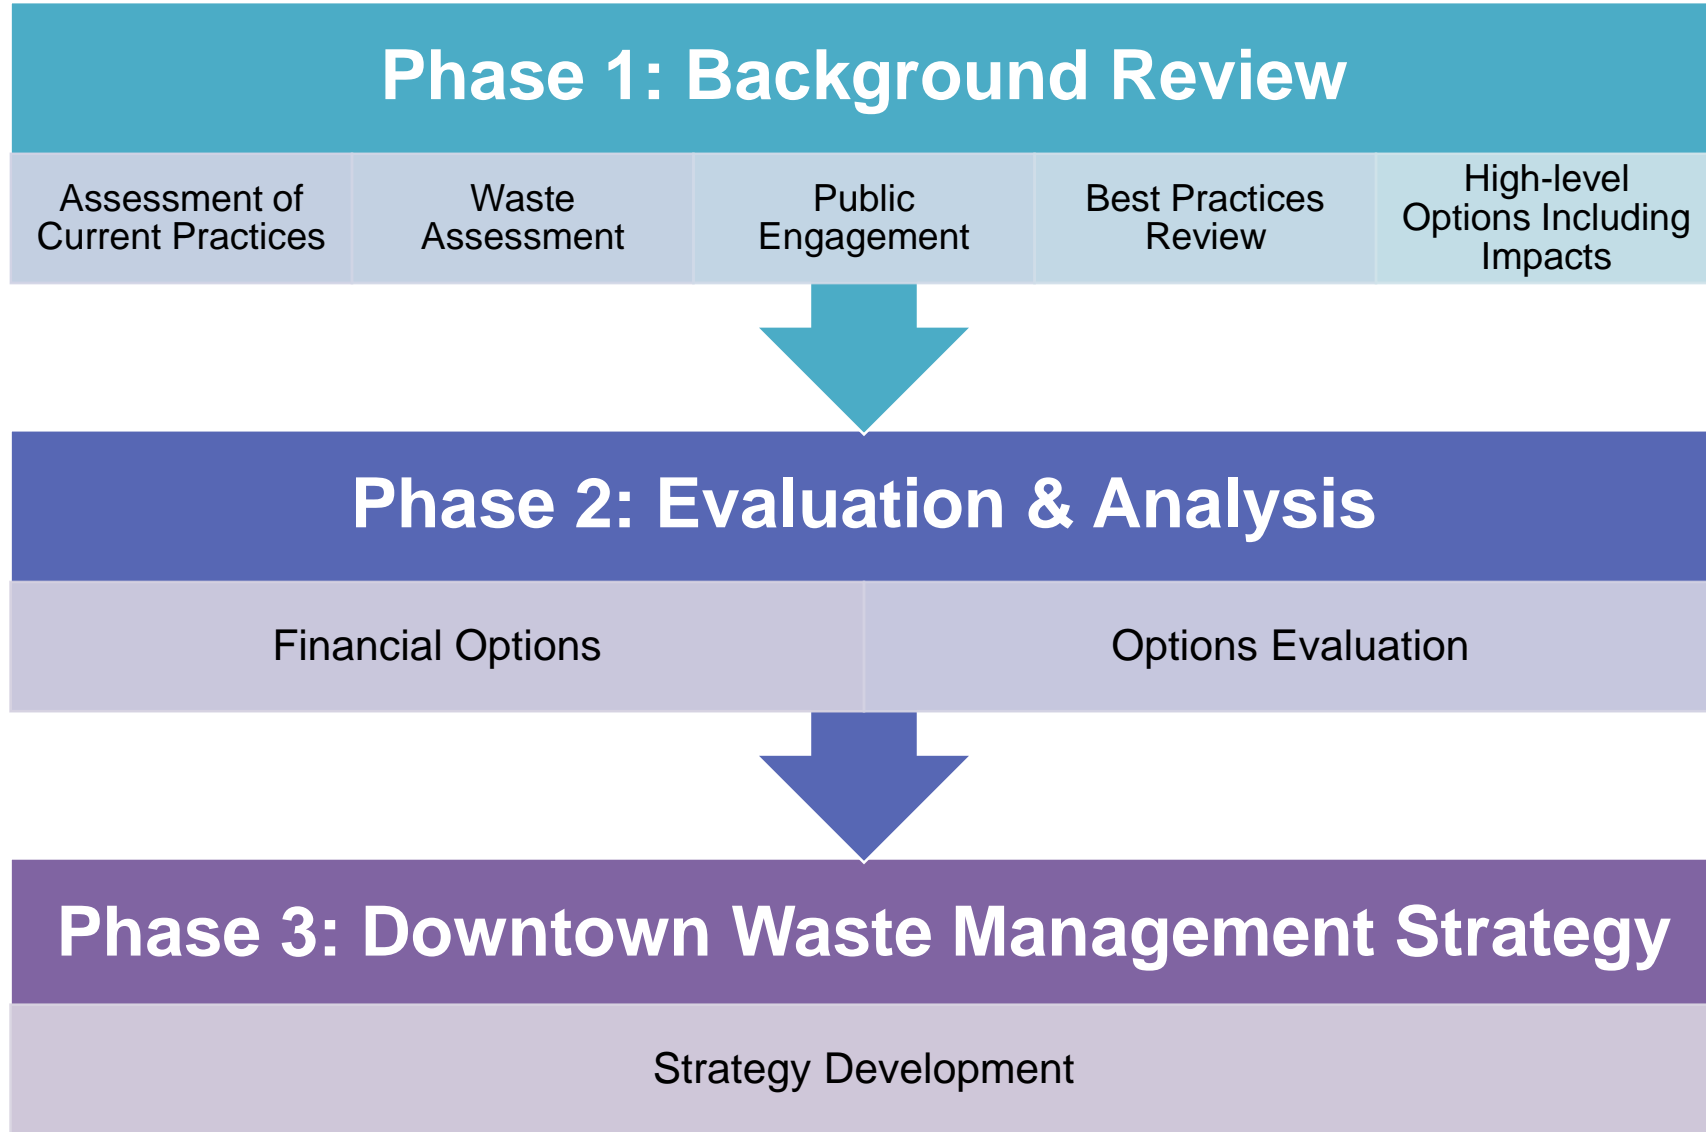 Phase 1: Background Review
Assessment of
Current Practices
Waste
Assessment
Public
Engagement
Best Practices
Review
High-level
Options Including
Impacts
Phase 2: Evaluation & Analysis
Financial Options
Options Evaluation
Phase 3: Downtown Waste Management Strategy
Strategy Development